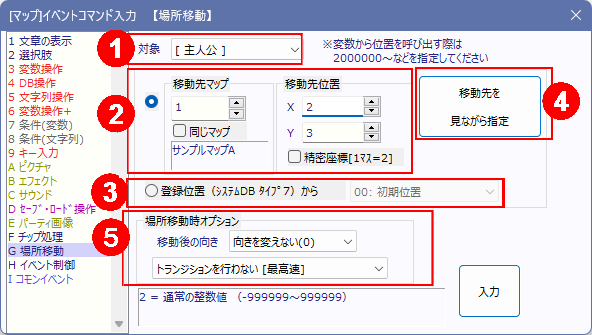 [マップ]イベントコマンド入力　【場所移動】
1 文章の表示
2 選択肢
3 変数操作
4 DB操作
5 文字列操作
6 変数操作+
7 条件(変数)
8 条件(文字列)
9 キー入力
A ピクチャ
B エフェクト
C サウンド
D セーブ・ロード操作
E パーティ画像
F チップ処理
G 場所移動
H イベント制御
I コモンイベント
1
対象
[ 主人公 ]
※変数から位置を呼び出す際は
2000000～などを指定してください
2
移動先マップ
1
同じマップ
サンプルマップA
移動先位置
X 2
Y 3
精密座標[1マス=2]
4
移動先を
見ながら指定
3
登録位置（システムDB タイプ7）から
00: 初期位置
5
場所移動時オプション
移動後の向き
向きを変えない(0)
トランジションを行わない [最高速]
2 = 通常の整数値　（-999999～999999）
入力